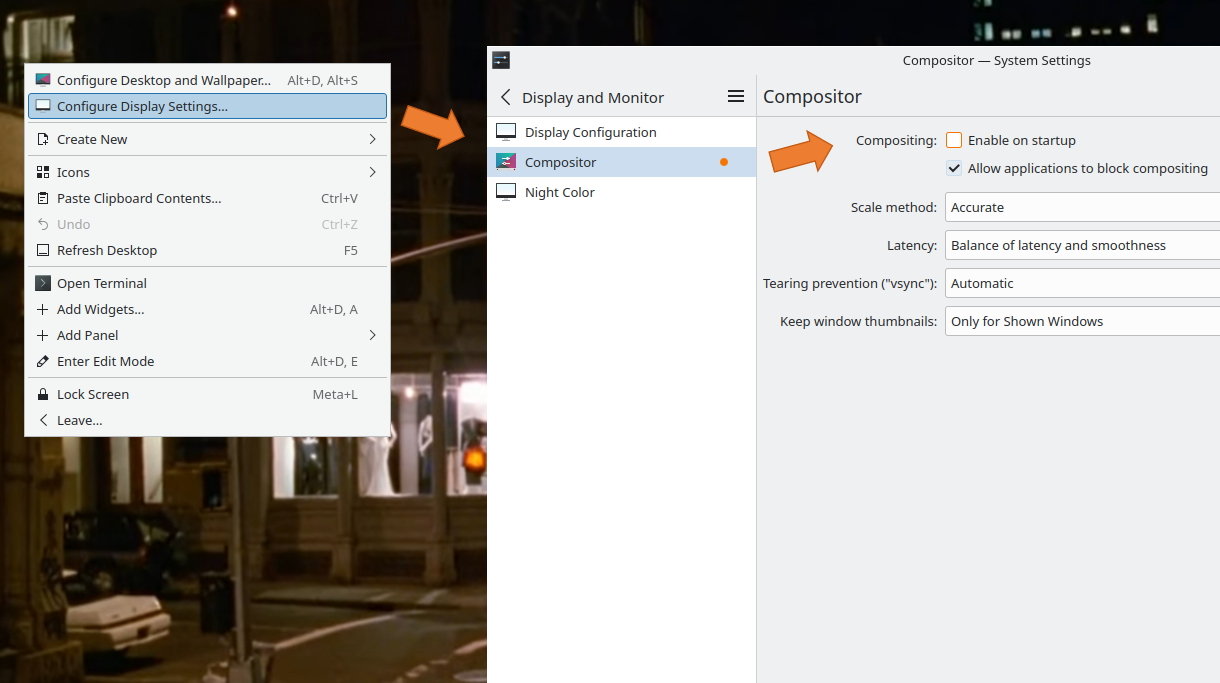 Configure Desktop and Wallpaper... Alt+D, Alt+S
Configure Display Settings...
Create New
Icons
Paste Clipboard Contents... Ctrl+V
Undo Ctrl+Z
Refresh Desktop F5
Open Terminal
Add Widgets... Alt+D, A
Add Panel
Enter Edit Mode Alt+D, E
Lock Screen Meta+L
Leave...
Compositor — System Settings
Display and Monitor
Display Configuration
Compositor
Night Color
Compositor
Compositing: Enable on startup
Allow applications to block compositing
Scale method: Accurate
Latency: Balance of latency and smoothness
Tearing prevention ("vsync"): Automatic
Keep window thumbnails: Only for Shown Windows